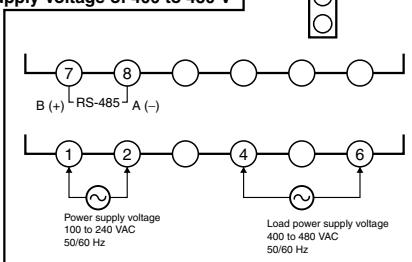 supply voltage of 400 to 480 V
7 8
B (+) RS-485 A (–)
1 2 4 6
Power supply voltage
100 to 240 VAC
50/60 Hz
Load power supply voltage
400 to 480 VAC
50/60 Hz